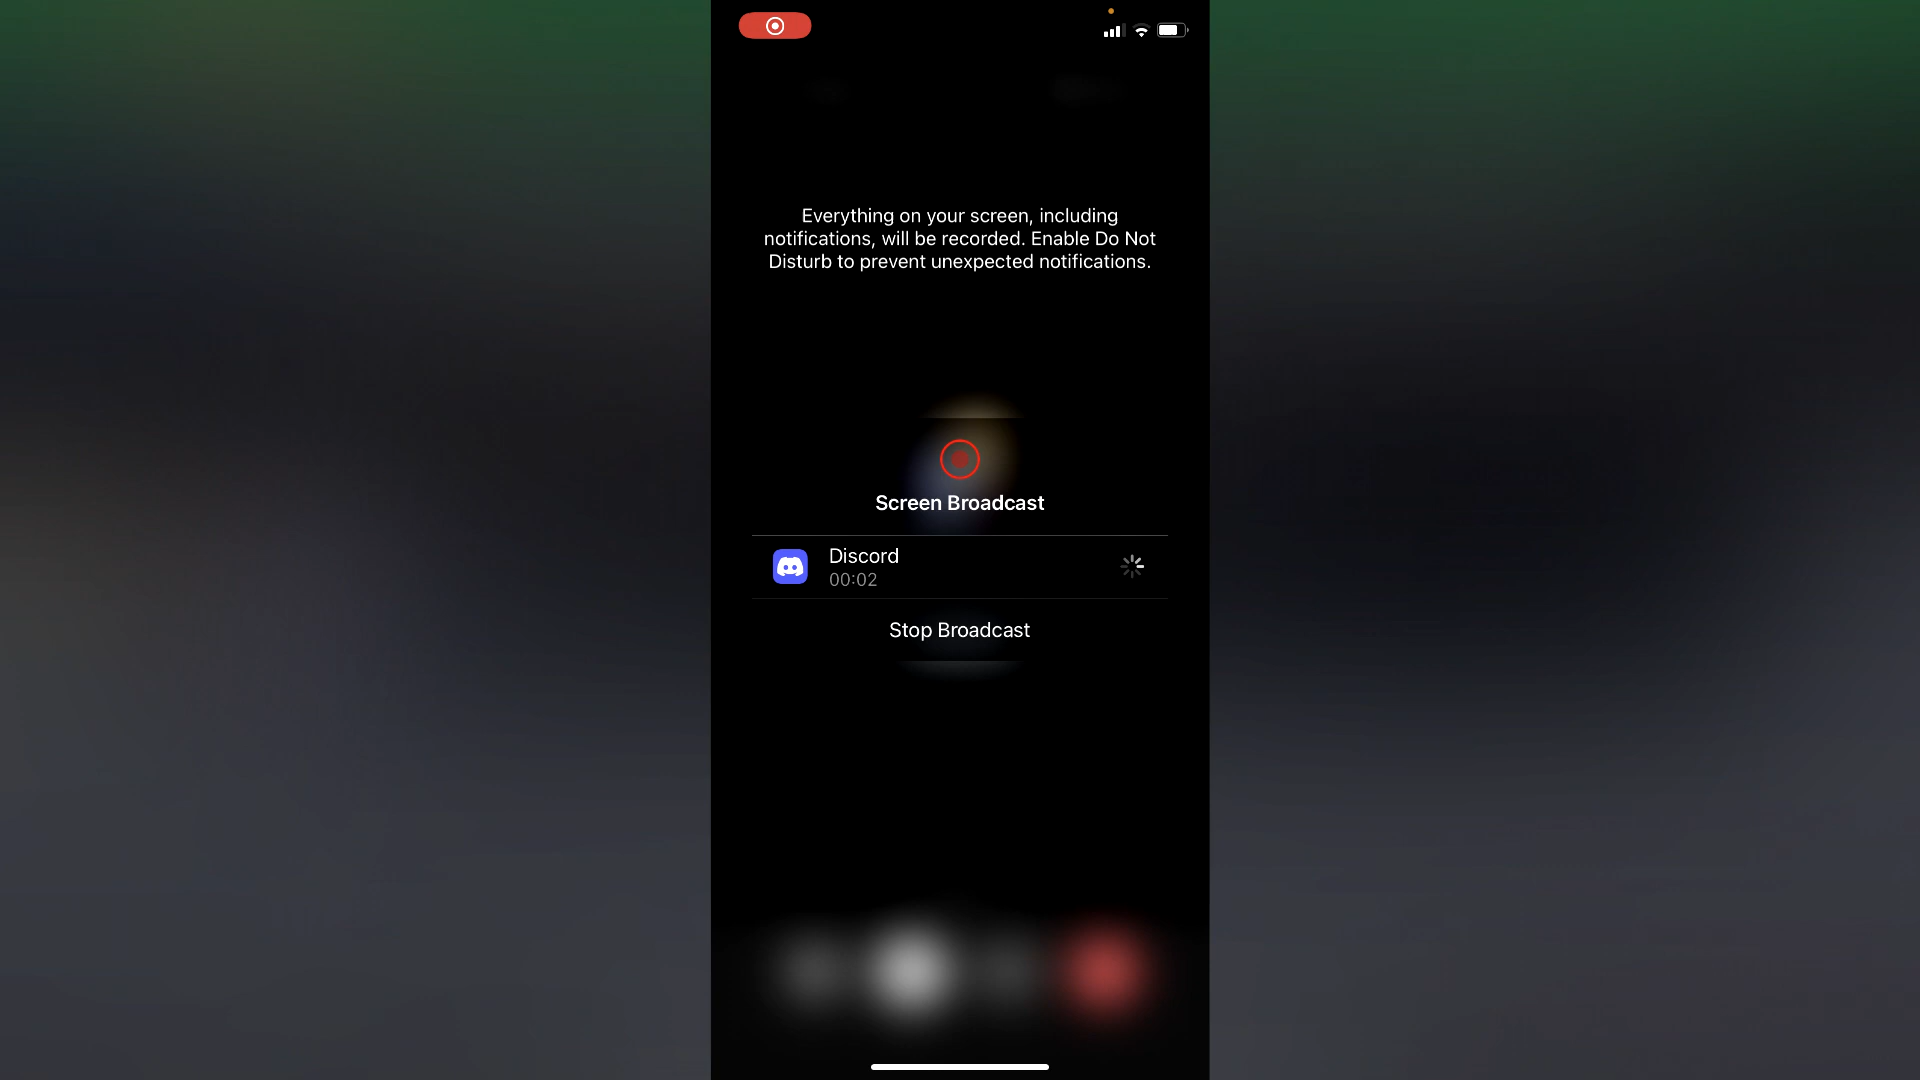 Everything on your screen, including
notifications, will be recorded. Enable Do Not
Disturb to prevent unexpected notifications.
Screen Broadcast
Discord
00:02
Stop Broadcast